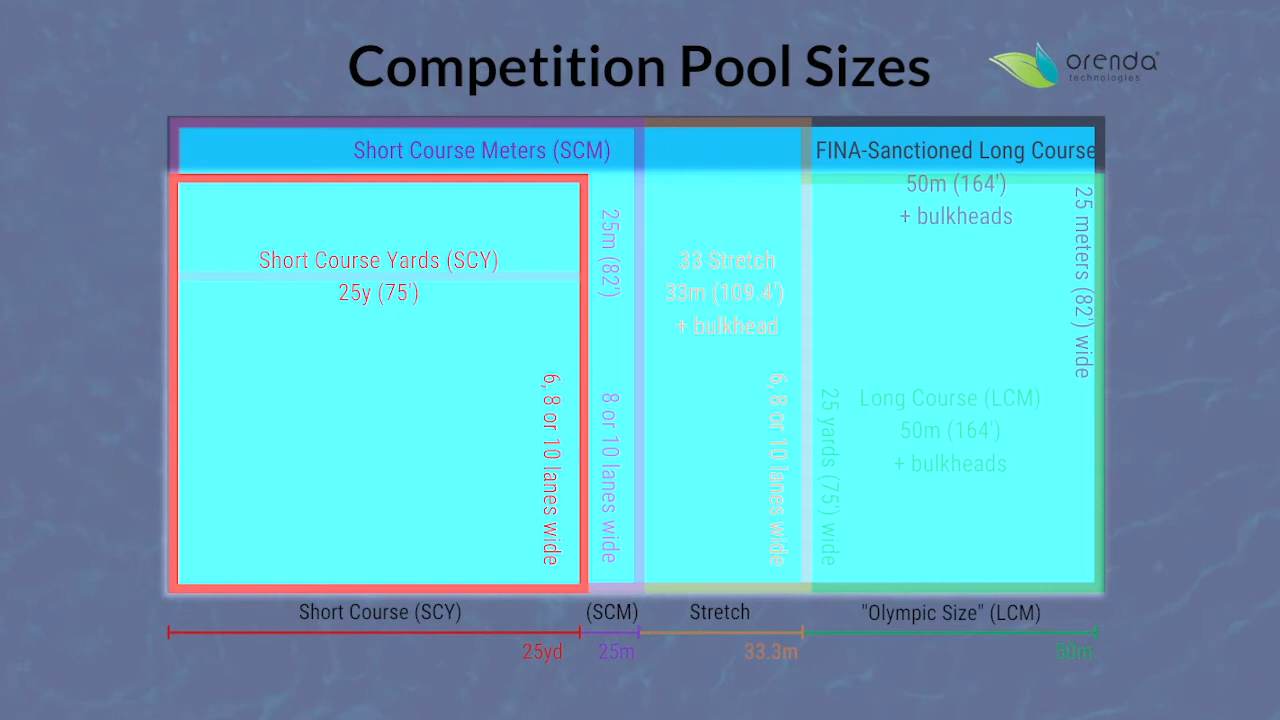 Competition Pool Sizes
orenda
technologies
Short Course Meters (SCM)
FINA-Sanctioned Long Course
50m (164')
+ bulkheads
25 meters (82') wide
25m (82')
8 or 10 lanes wide
Short Course Yards (SCY)
25y (75')
6, 8 or 10 lanes wide
33 Stretch
33m (109.4')
+ bulkhead
6, 8 or 10 lanes wide
Long Course (LCM)
50m (164')
+ bulkheads
25 yards (75') wide
Short Course (SCY)
(SCM)
Stretch
"Olympic Size" (LCM)
25yd
25m
33.3m
50m